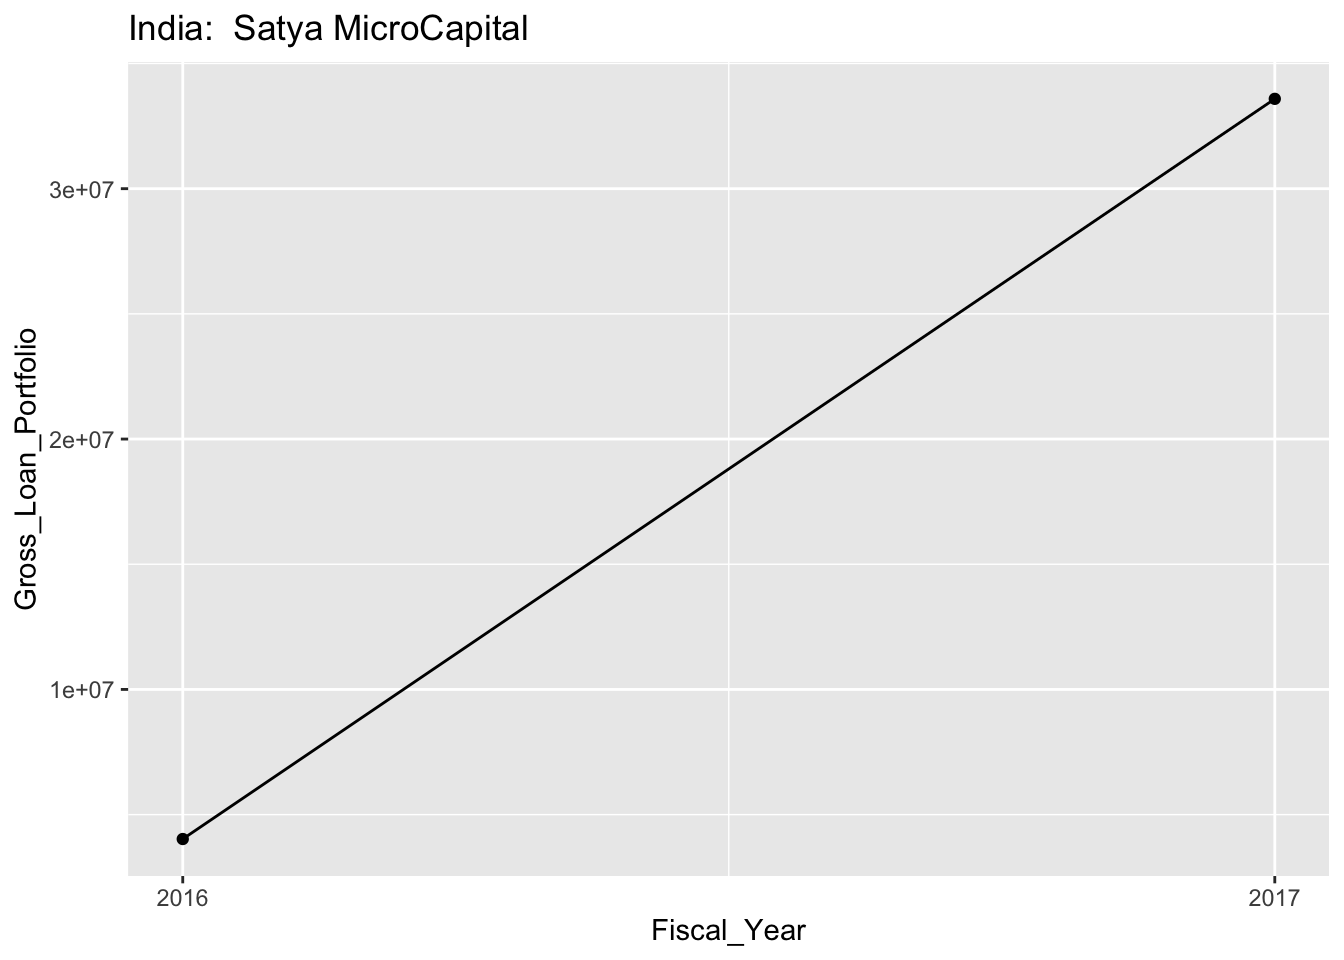 India:  Satya MicroCapital
Gross_Loan_Portfolio
3e+07
2e+07
1e+07
2016
2017
Fiscal_Year